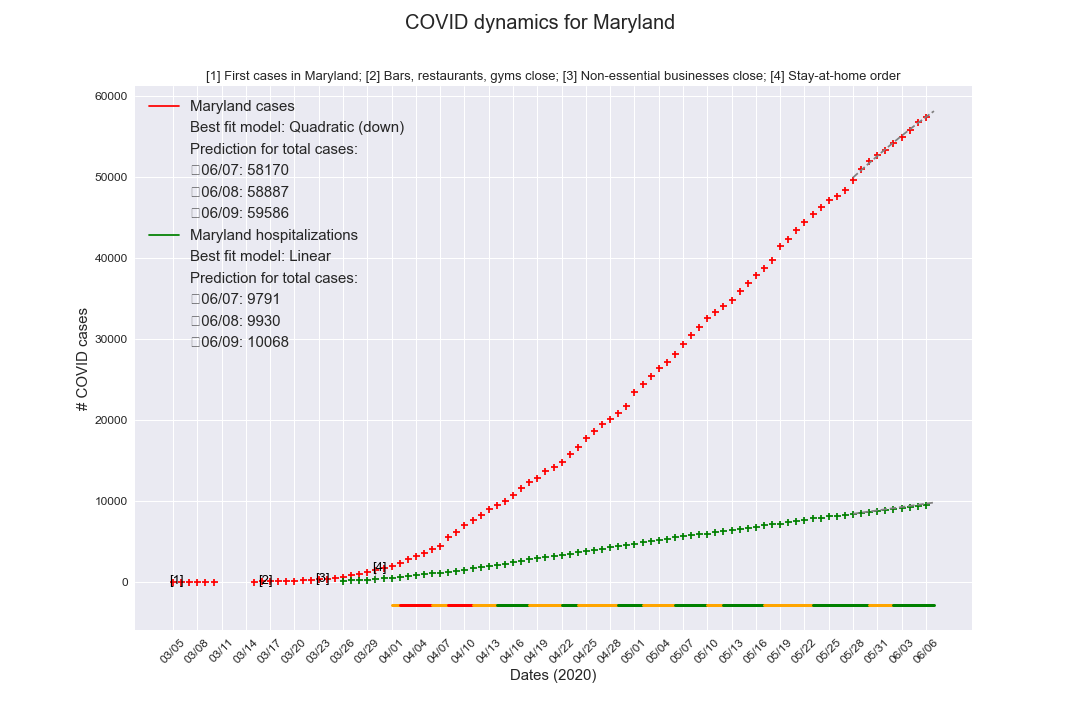 COVID dynamics for Maryland
[1] First cases in Maryland; [2] Bars, restaurants, gyms close; [3] Non-essential businesses close; [4] Stay-at-home order
Maryland cases
Best fit model: Quadratic (down)
Prediction for total cases:
06/07: 58170
06/08: 58887
06/09: 59586
Maryland hospitalizations
Best fit model: Linear
Prediction for total cases:
06/07: 9791
06/08: 9930
06/09: 10068
# COVID cases
60000
50000
40000
30000
20000
10000
0
[1] [2] [3] [4]
03/05 03/08 03/11 03/14 03/17 03/20 03/23 03/26 03/29 04/01 04/04 04/07 04/10 04/13 04/16 04/19 04/22 04/25 04/28 05/01 05/04 05/07 05/10 05/13 05/16 05/19 05/22 05/25 05/28 05/31 06/03 06/06
Dates (2020)